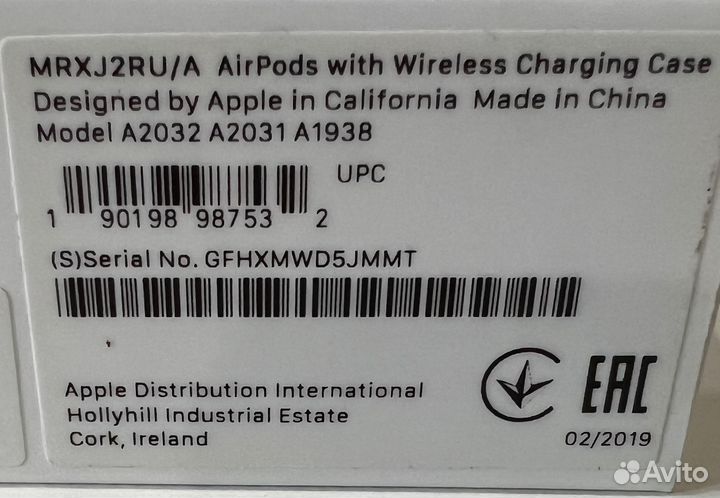 MRXJ2RU/A AirPods with Wireless Charging Case
Designed by Apple in California Made in China
Model A2032 A2031 A1938
UPC
1 90198 98753 2
(S)Serial No. GFHXMWD5JMMT
Apple Distribution International
Hollyhill Industrial Estate
Cork, Ireland
EAC
02/2019
Avito